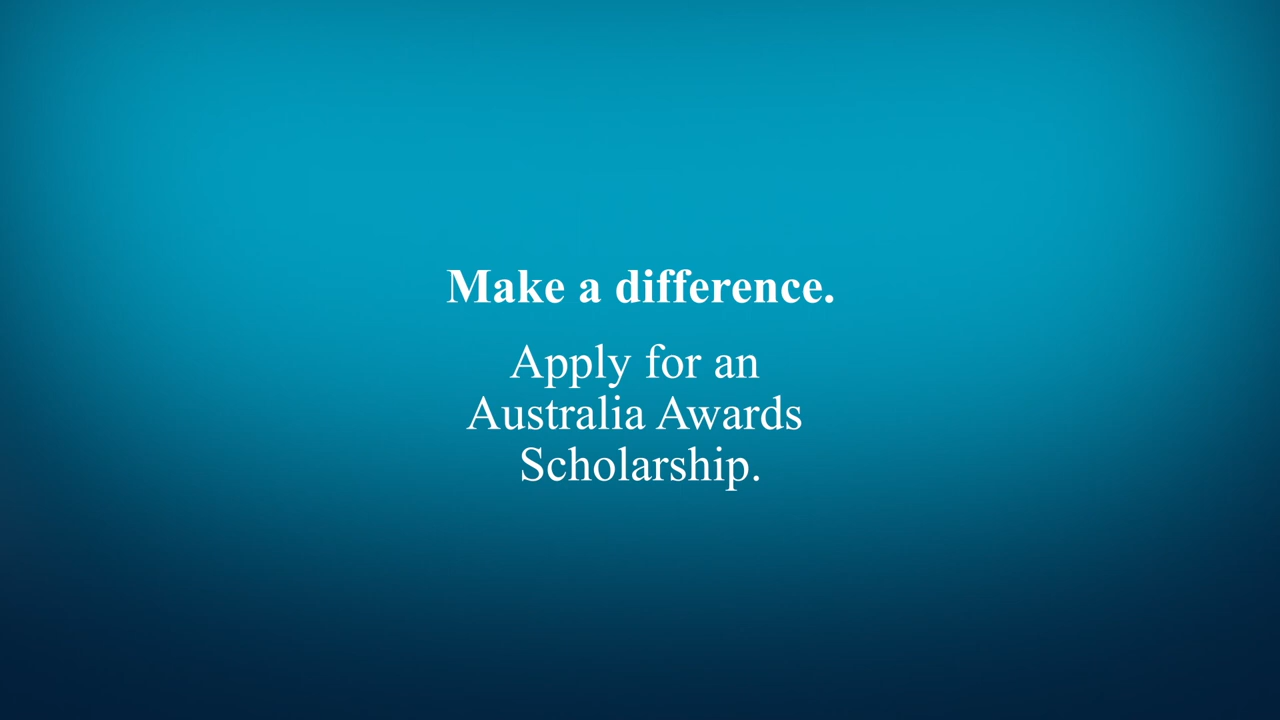 Make a difference.
Apply for an
Australia Awards
Scholarship.